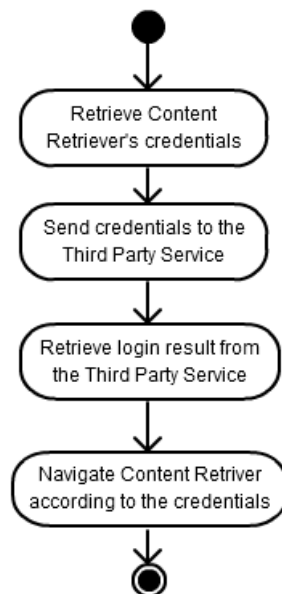 Retrieve Content
Retriever's credentials
Send credentials to the
Third Party Service
Retrieve login result from
the Third Party Service
Navigate Content Retriver
according to the credentials